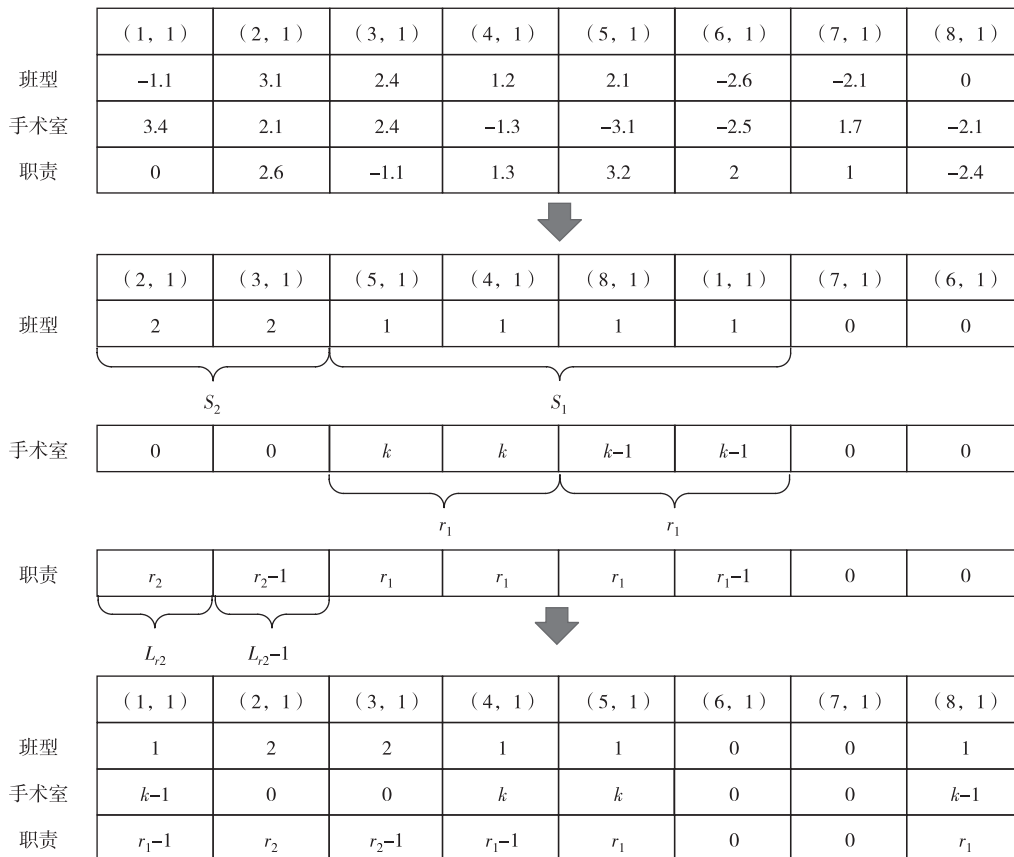 (1, 1) (2, 1) (3, 1) (4, 1) (5, 1) (6, 1) (7, 1) (8, 1)
班型 −1.1 3.1 2.4 1.2 2.1 −2.6 −2.1 0
手术室 3.4 2.1 2.4 −1.3 −3.1 −2.5 1.7 −2.1
职责 0 2.6 −1.1 1.3 3.2 2 1 −2.4
(2, 1) (3, 1) (5, 1) (4, 1) (8, 1) (1, 1) (7, 1) (6, 1)
班型 2 2 1 1 1 1 0 0
S₂ S₁
手术室 0 0 k k k−1 k−1 0 0
r₁ r₁
职责 r₂ r₂−1 r₁ r₁ r₁ r₁−1 0 0
Lᵣ₂ Lᵣ₂−1
(1, 1) (2, 1) (3, 1) (4, 1) (5, 1) (6, 1) (7, 1) (8, 1)
班型 1 2 2 1 1 0 0 1
手术室 k−1 0 0 k k 0 0 k−1
职责 r₁−1 r₂ r₂−1 r₁−1 r₁ 0 0 r₁